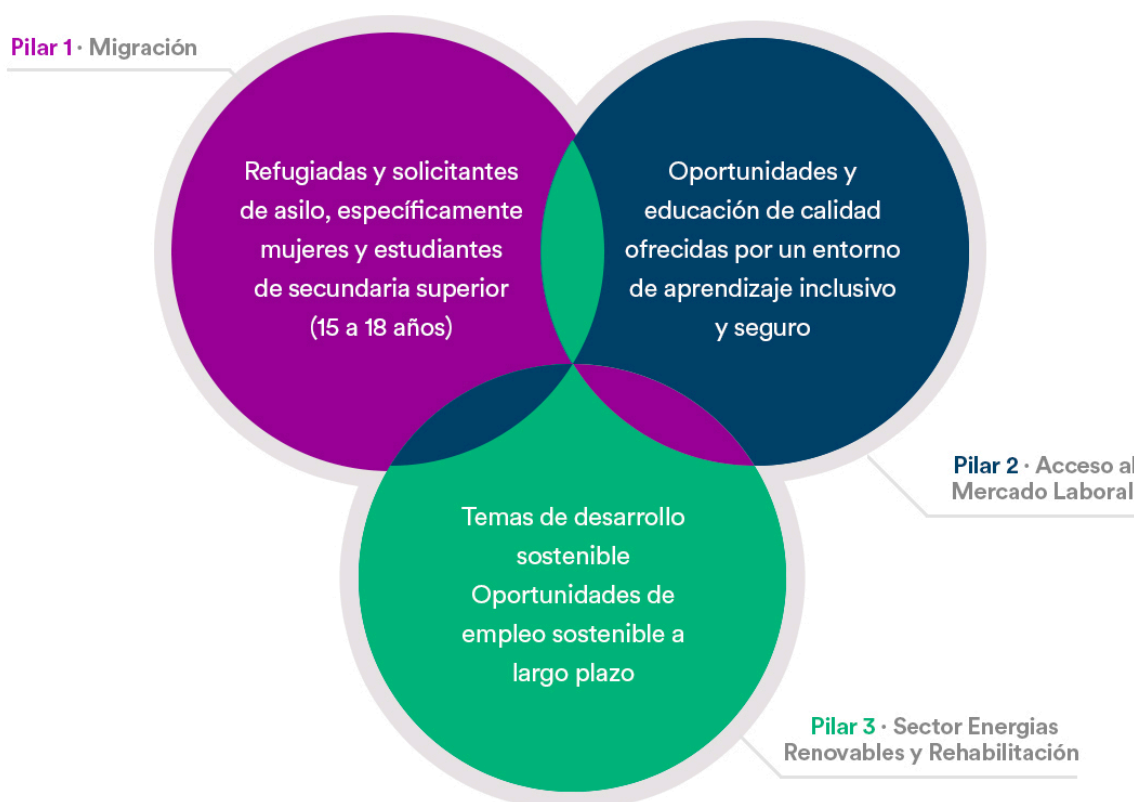 Pilar 1 · Migración
Refugiadas y solicitantes
de asilo, específicamente
mujeres y estudiantes
de secundaria superior
(15 a 18 años)
Oportunidades y
educación de calidad
ofrecidas por un entorno
de aprendizaje inclusivo
y seguro
Pilar 2 · Acceso al
Mercado Laboral
Temas de desarrollo
sostenible
Oportunidades de
empleo sostenible a
largo plazo
Pilar 3 · Sector Energias
Renovables y Rehabilitación